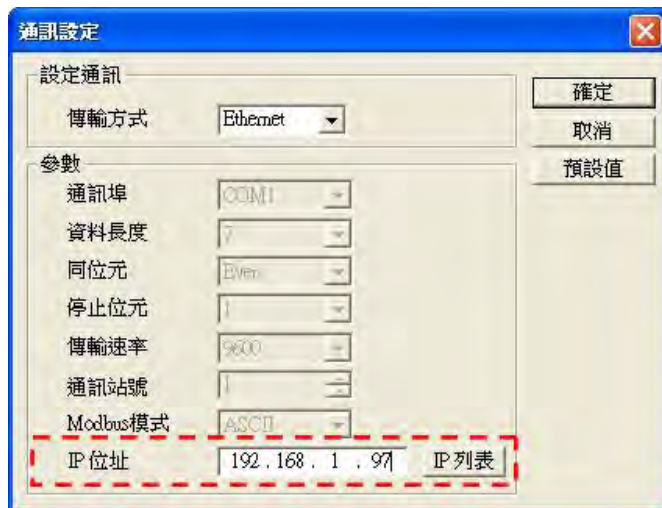 通訊設定
設定通訊
傳輸方式 Ethernet
確定
取消
預設值
參數
通訊埠 COM1
資料長度 7
同位元 Even
停止位元 1
傳輸速率 9600
通訊站號 1
Modbus模式 ASCII
IP位址 192 . 168 . 1 . 97 IP列表